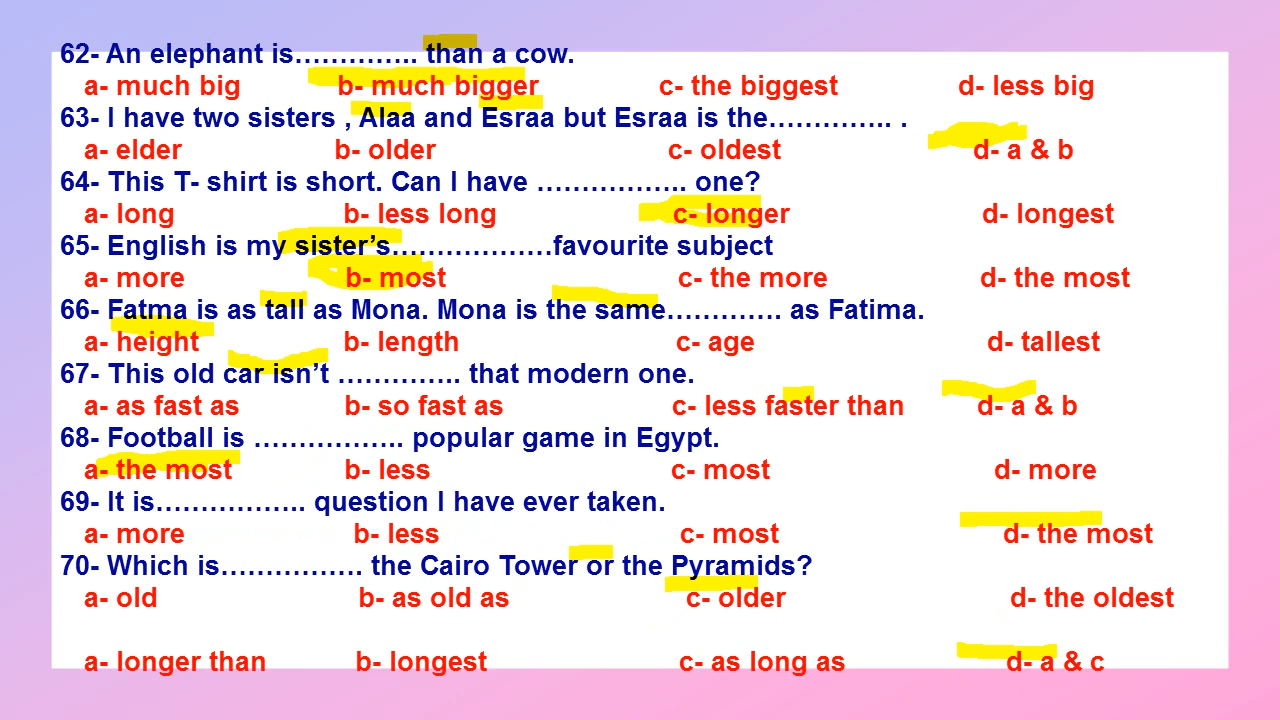 62- An elephant is………….. than a cow.
a- much big b- much bigger c- the biggest d- less big
63- I have two sisters , Alaa and Esraa but Esraa is the………….. .
a- elder b- older c- oldest d- a & b
64- This T- shirt is short. Can I have …………….. one?
a- long b- less long c- longer d- longest
65- English is my sister’s………………favourite subject
a- more b- most c- the more d- the most
66- Fatma is as tall as Mona. Mona is the same…………. as Fatima.
a- height b- length c- age d- tallest
67- This old car isn’t ………….. that modern one.
a- as fast as b- so fast as c- less faster than d- a & b
68- Football is …………….. popular game in Egypt.
a- the most b- less c- most d- more
69- It is…………….. question I have ever taken.
a- more b- less c- most d- the most
70- Which is……………. the Cairo Tower or the Pyramids?
a- old b- as old as c- older d- the oldest
a- longer than b- longest c- as long as d- a & c